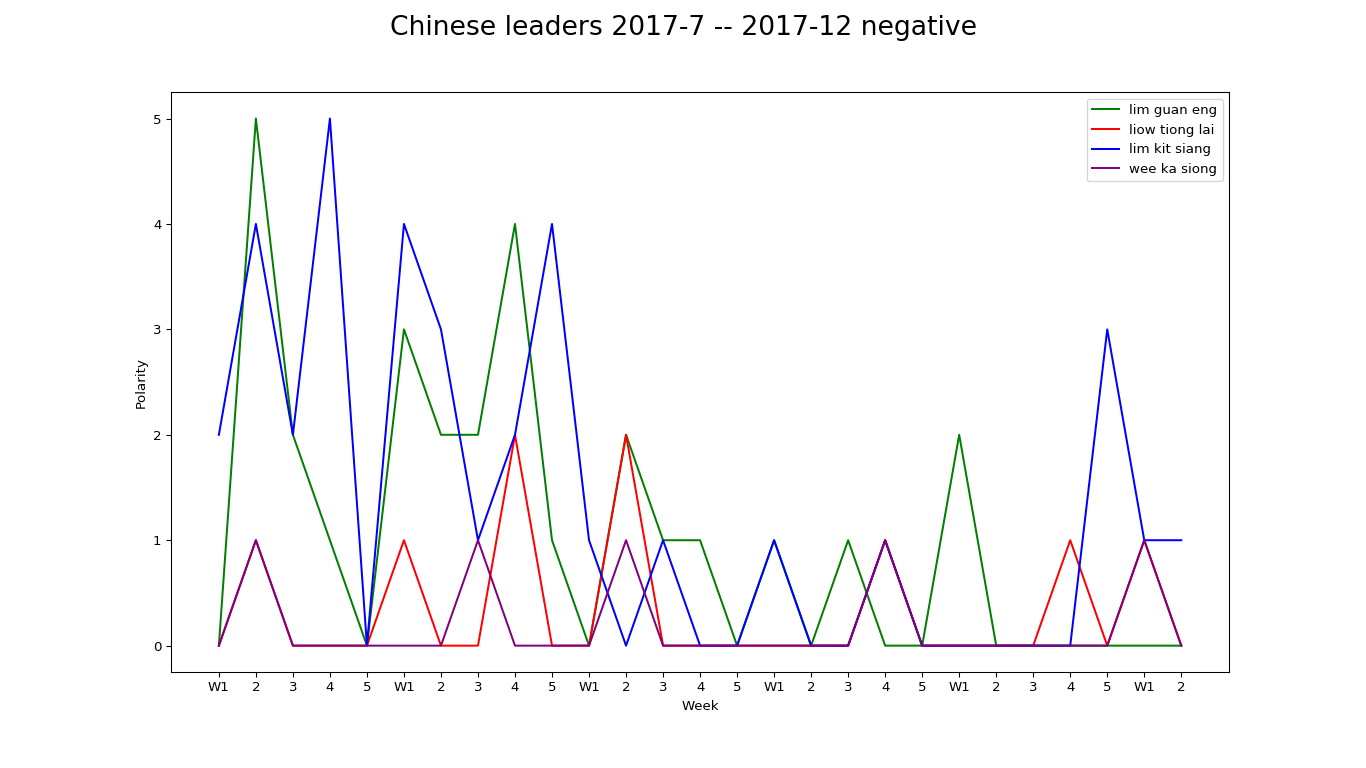 Chinese leaders 2017-7 -- 2017-12 negative
lim guan eng
liow tiong lai
lim kit siang
wee ka siong
5
4
3
2
1
0
Polarity
W1 2 3 4 5 W1 2 3 4 5 W1 2 3 4 5 W1 2 3 4 5 W1 2 3 4 5 W1 2
Week